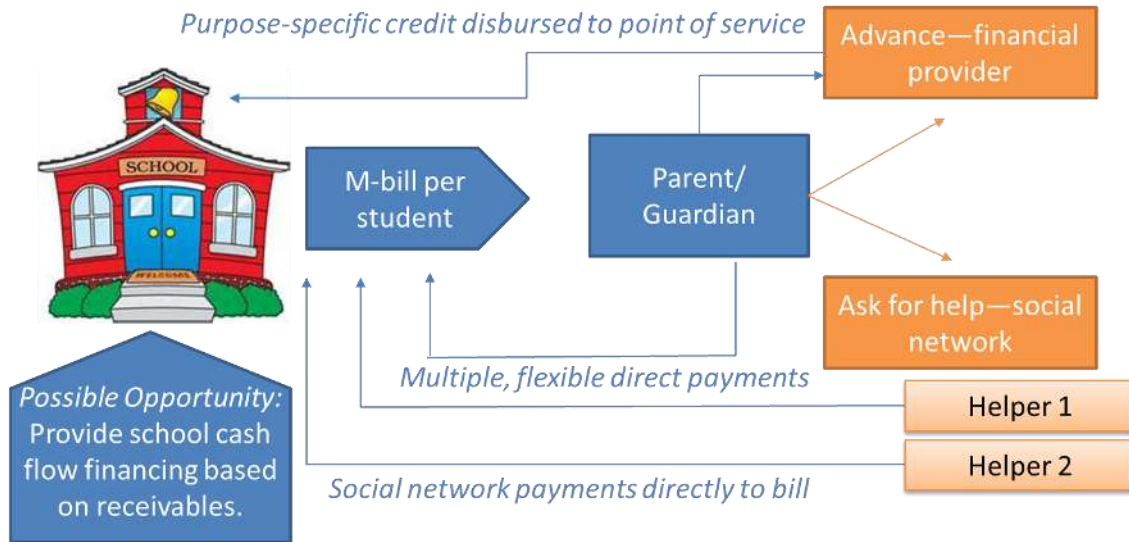 Purpose-specific credit disbursed to point of service
Advance—financial
provider
SCHOOL
WELCOME
M-bill per
student
Parent/
Guardian
Ask for help—social
network
Multiple, flexible direct payments
Helper 1
Helper 2
Social network payments directly to bill
Possible Opportunity:
Provide school cash
flow financing based
on receivables.